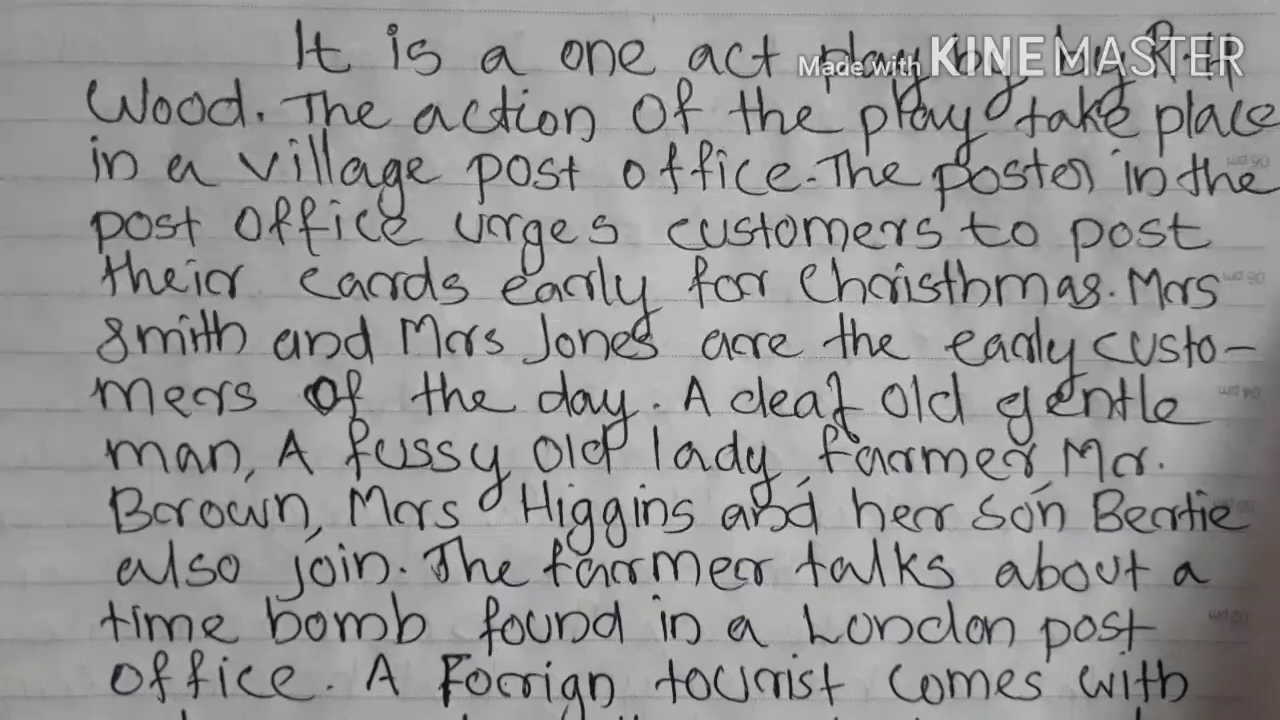 It is a one act play by R.H
Made with KINEMASTER
Wood. The action of the play take place
in a village post office. The poster in the
post office urges customers to post
their cards early for Christhmas. Mrs
Smith and Mrs Jones are the early custo-
mers of the day. A deaf old gentle
man, A fussy old lady, farmer, Mr.
Brown, Mrs Higgins and her son Bertie
also join. The farmer talks about a
time bomb found in a London post
office. A Forrign tourist comes with